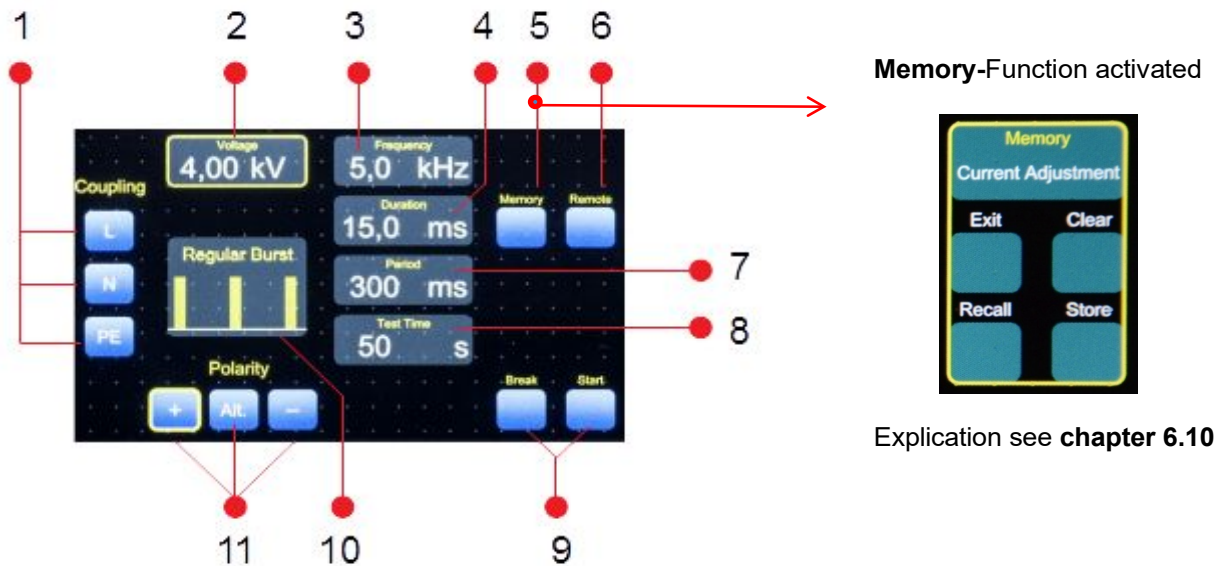 1 2 3 4 5 6
Memory-Function activated
Voltage
4,00 kV
Frequency
5,0 kHz
Coupling
Duration
15,0 ms
Memory Remote
L
Regular Burst
N
Period
300 ms
7
PE
Test Time
50 s
8
Polarity
+ Alt. −
Break Start
11 10 9
Memory
Current Adjustment
Exit Clear
Recall Store
Explication see chapter 6.10